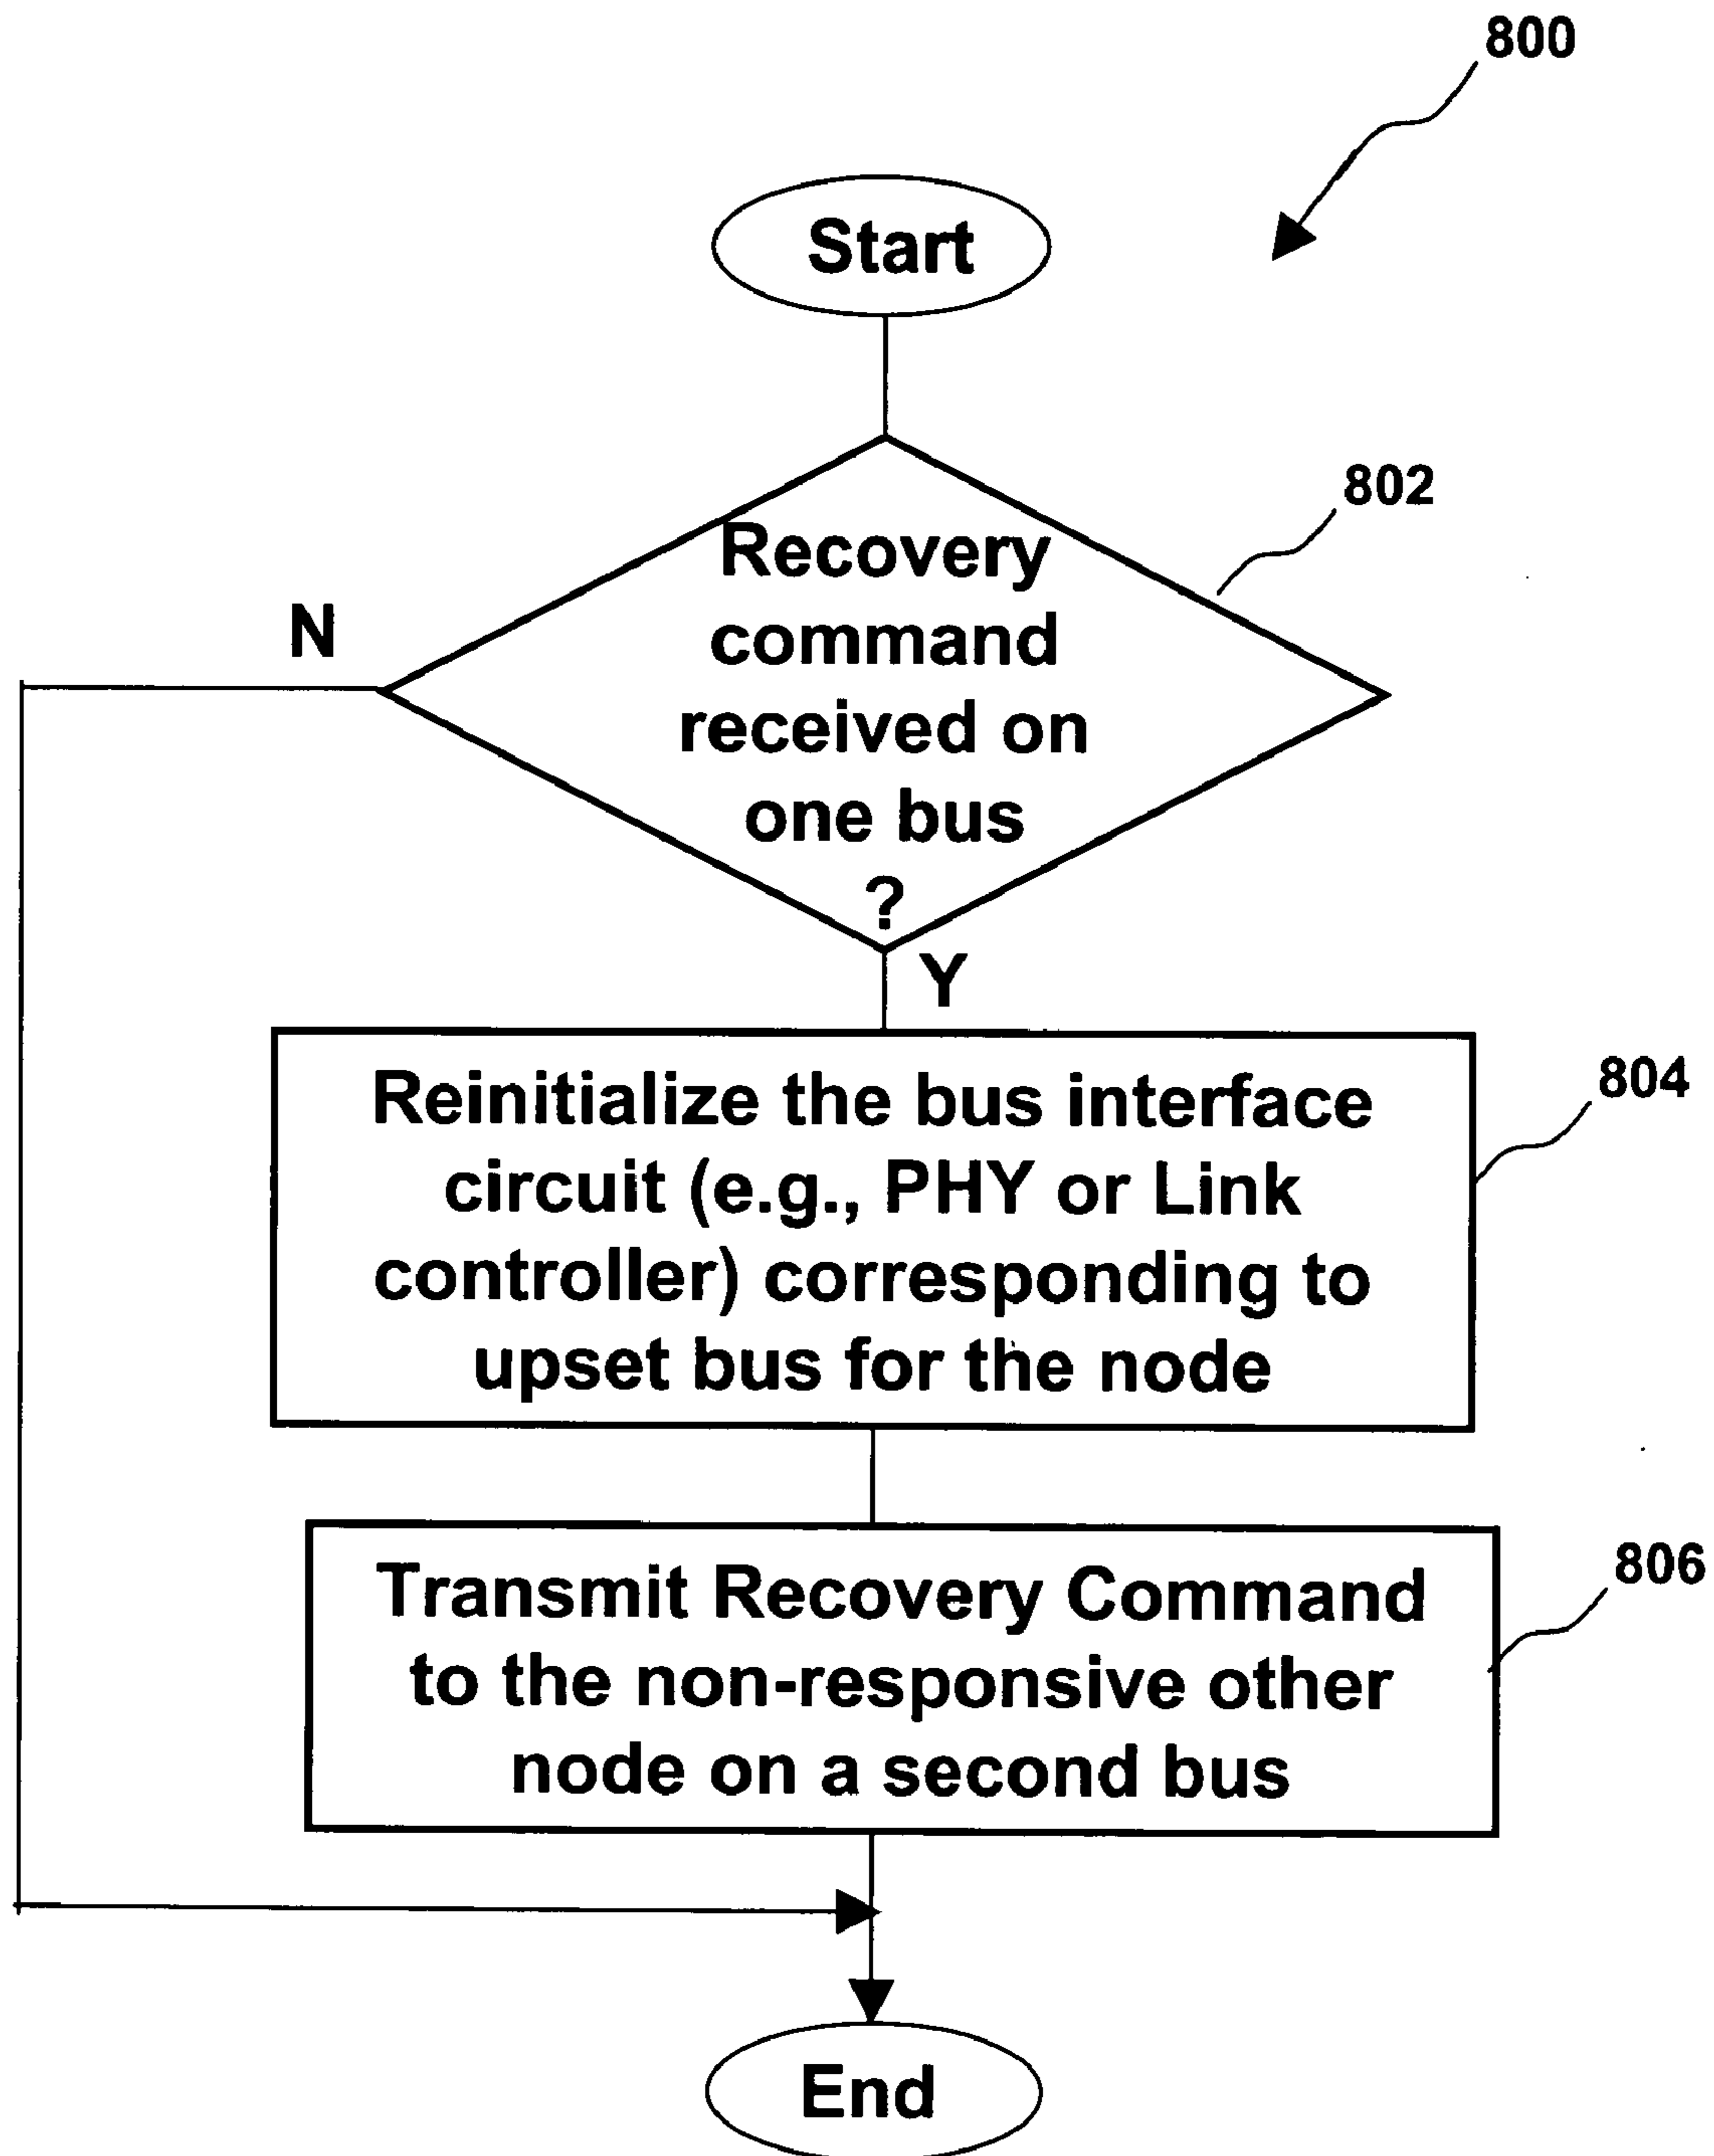 800
Start
802
Recovery
command
received on
one bus
?
N
Y
804
Reinitialize the bus interface
circuit (e.g., PHY or Link
controller) corresponding to
upset bus for the node
806
Transmit Recovery Command
to the non-responsive other
node on a second bus
End